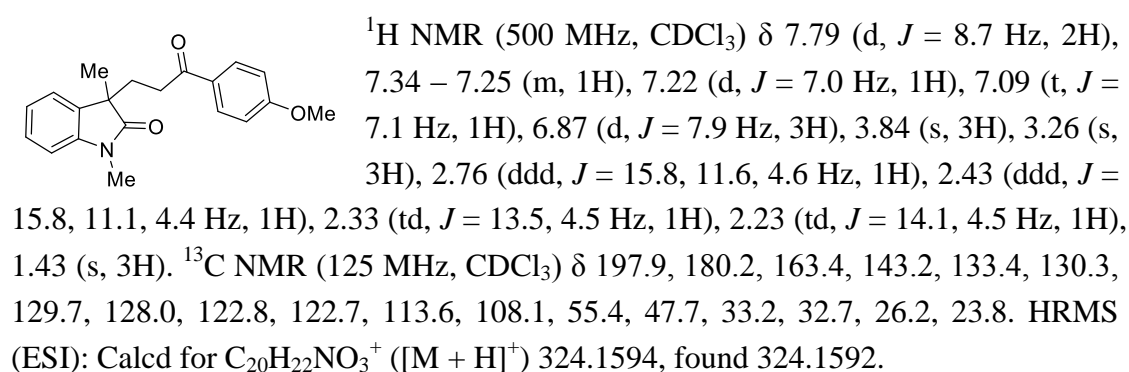 O
Me
OMe
O
N
Me
¹H NMR (500 MHz, CDCl₃) δ 7.79 (d, J = 8.7 Hz, 2H),
7.34 – 7.25 (m, 1H), 7.22 (d, J = 7.0 Hz, 1H), 7.09 (t, J =
7.1 Hz, 1H), 6.87 (d, J = 7.9 Hz, 3H), 3.84 (s, 3H), 3.26 (s,
3H), 2.76 (ddd, J = 15.8, 11.6, 4.6 Hz, 1H), 2.43 (ddd, J =
15.8, 11.1, 4.4 Hz, 1H), 2.33 (td, J = 13.5, 4.5 Hz, 1H), 2.23 (td, J = 14.1, 4.5 Hz, 1H),
1.43 (s, 3H). ¹³C NMR (125 MHz, CDCl₃) δ 197.9, 180.2, 163.4, 143.2, 133.4, 130.3,
129.7, 128.0, 122.8, 122.7, 113.6, 108.1, 55.4, 47.7, 33.2, 32.7, 26.2, 23.8. HRMS
(ESI): Calcd for C₂₀H₂₂NO₃⁺ ([M + H]⁺) 324.1594, found 324.1592.